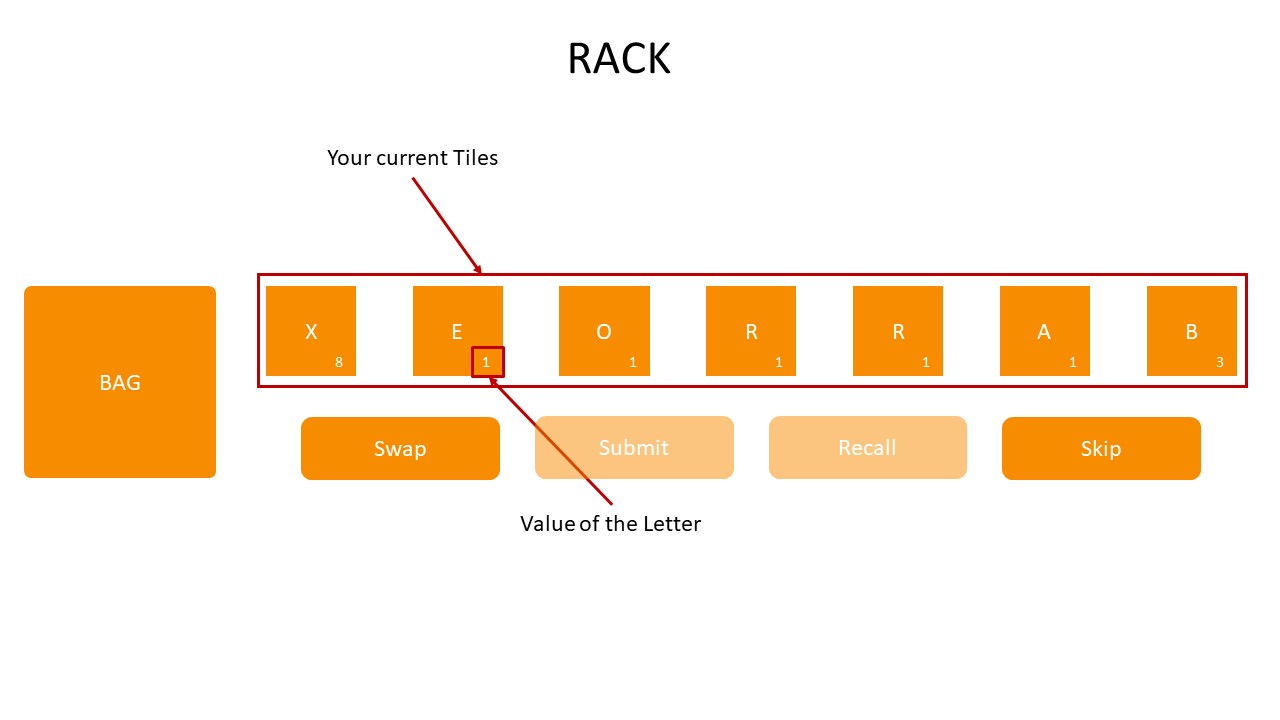 RACK
Your current Tiles
BAG
X E O R R A B
8 1 1 1 1 1 3
Swap Submit Recall Skip
Value of the Letter